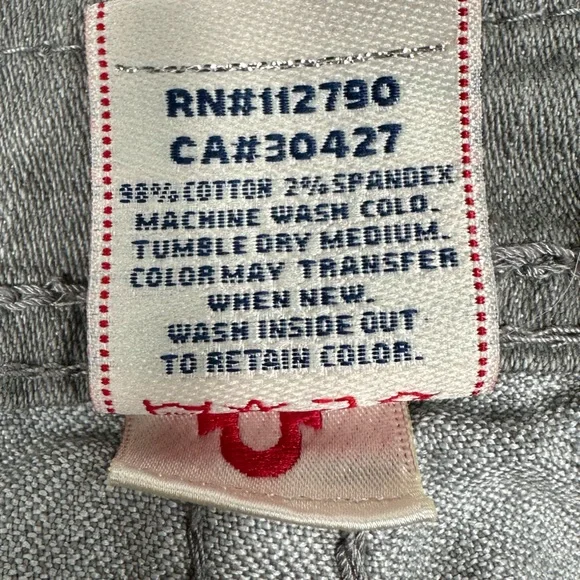 RN#112790
CA#30427
98% COTTON 2% SPANDEX
MACHINE WASH COLD.
TUMBLE DRY MEDIUM.
COLOR MAY TRANSFER
WHEN NEW.
WASH INSIDE OUT
TO RETAIN COLOR.